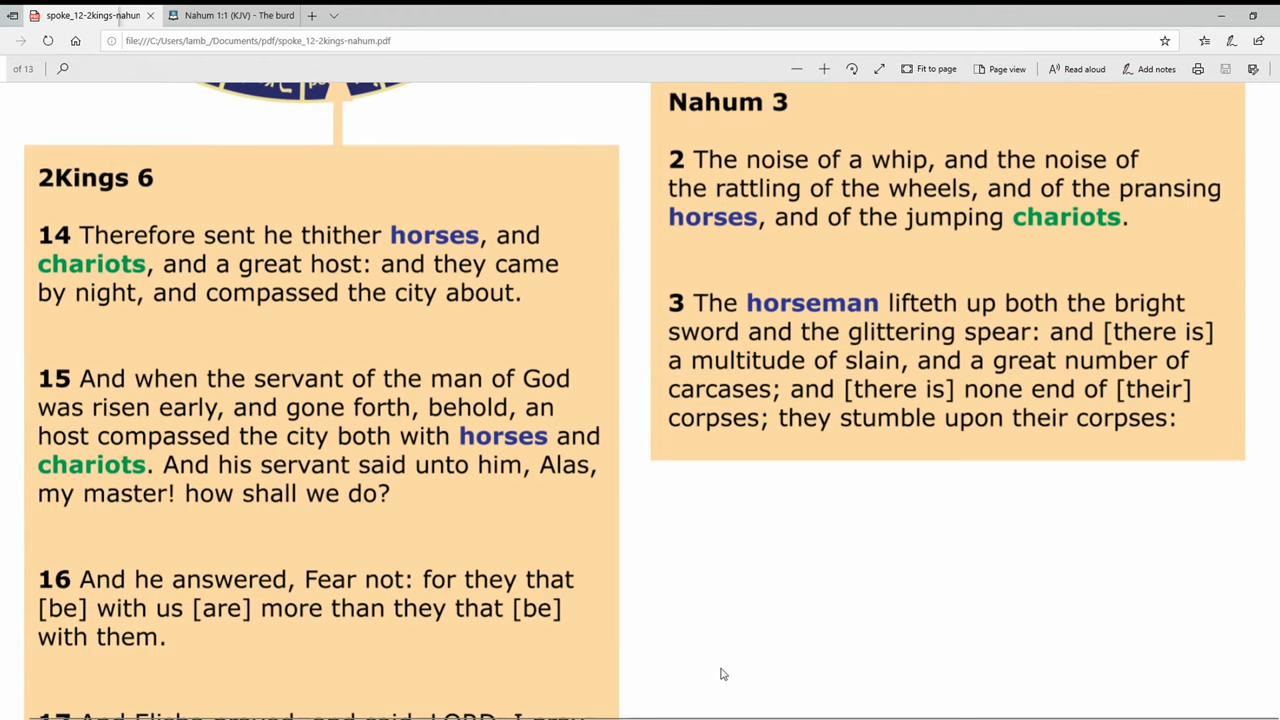 spoke_12-2kings-nahum
Nahum 1:1 (KJV) - The burd
file:///C:/Users/lamb_/Documents/pdf/spoke_12-2kings-nahum.pdf
of 13
Fit to page
Page view
Read aloud
Add notes
2Kings 6
14 Therefore sent he thither horses, and
chariots, and a great host: and they came
by night, and compassed the city about.
15 And when the servant of the man of God
was risen early, and gone forth, behold, an
host compassed the city both with horses and
chariots. And his servant said unto him, Alas,
my master! how shall we do?
16 And he answered, Fear not: for they that
[be] with us [are] more than they that [be]
with them.
17 And Elisha prayed, and said, LORD, I pray
Nahum 3
2 The noise of a whip, and the noise of
the rattling of the wheels, and of the pransing
horses, and of the jumping chariots.
3 The horseman lifteth up both the bright
sword and the glittering spear: and [there is]
a multitude of slain, and a great number of
carcases; and [there is] none end of [their]
corpses; they stumble upon their corpses: